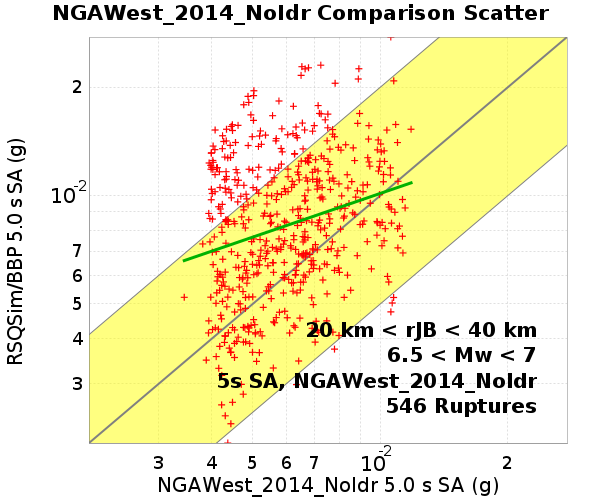 NGAWest_2014_NoIdr Comparison Scatter
RSQSim/BBP 5.0 s SA (g)
2
10⁻²
7
6
5
4
3
20 km < rJB < 40 km
6.5 < Mw < 7
5s SA, NGAWest_2014_NoIdr
546 Ruptures
3 4 5 6 7 10⁻² 2
NGAWest_2014_NoIdr 5.0 s SA (g)